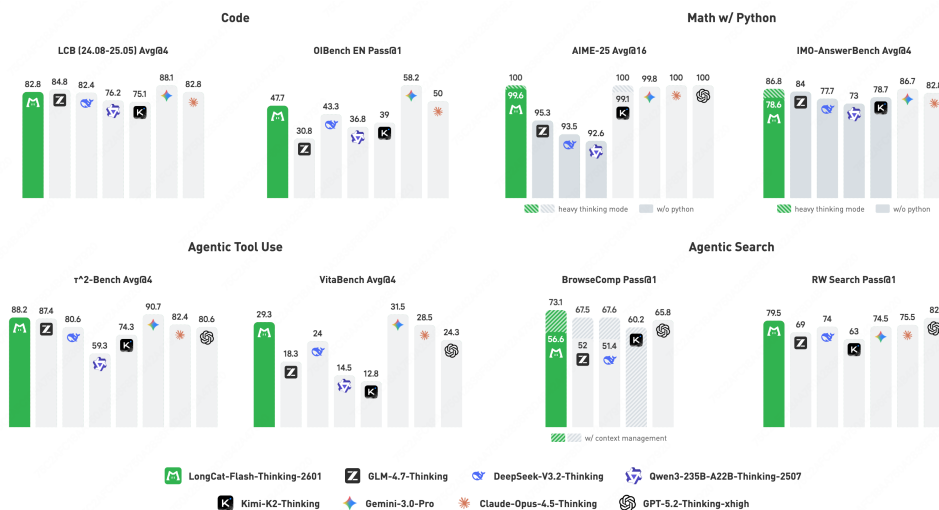 Code
Math w/ Python
LCB (24.08-25.05) Avg@4
82.8
84.8
82.4
76.2
75.1
88.1
82.8
OIBench EN Pass@1
47.7
30.8
43.3
36.8
39
58.2
50
AIME-25 Avg@16
100
99.6
95.3
93.5
92.6
100
99.1
99.8
100
100
heavy thinking mode
w/o python
IMO-AnswerBench Avg@4
86.8
78.6
84
77.7
73
78.7
86.7
heavy thinking mode
w/o python
Agentic Tool Use
Agentic Search
τ^2-Bench Avg@4
88.2
87.4
80.6
59.3
74.3
90.7
82.4
80.6
VitaBench Avg@4
29.3
18.3
24
14.5
12.8
31.5
28.5
24.3
BrowseComp Pass@1
73.1
56.6
67.5
52
67.6
51.4
60.2
65.8
w/ context management
RW Search Pass@1
79.5
69
74
63
74.5
75.5
LongCat-Flash-Thinking-2601
GLM-4.7-Thinking
DeepSeek-V3.2-Thinking
Qwen3-235B-A22B-Thinking-2507
Kimi-K2-Thinking
Gemini-3.0-Pro
Claude-Opus-4.5-Thinking
GPT-5.2-Thinking-xhigh